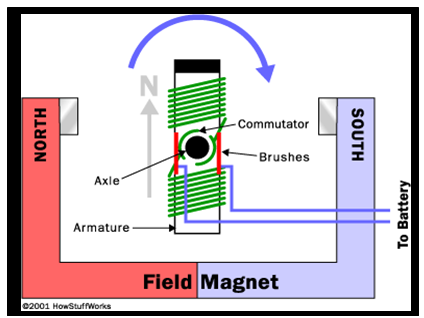 N
NORTH
SOUTH
Commutator
Brushes
Axle
Armature
To Battery
Field Magnet
©2001 HowStuffWorks